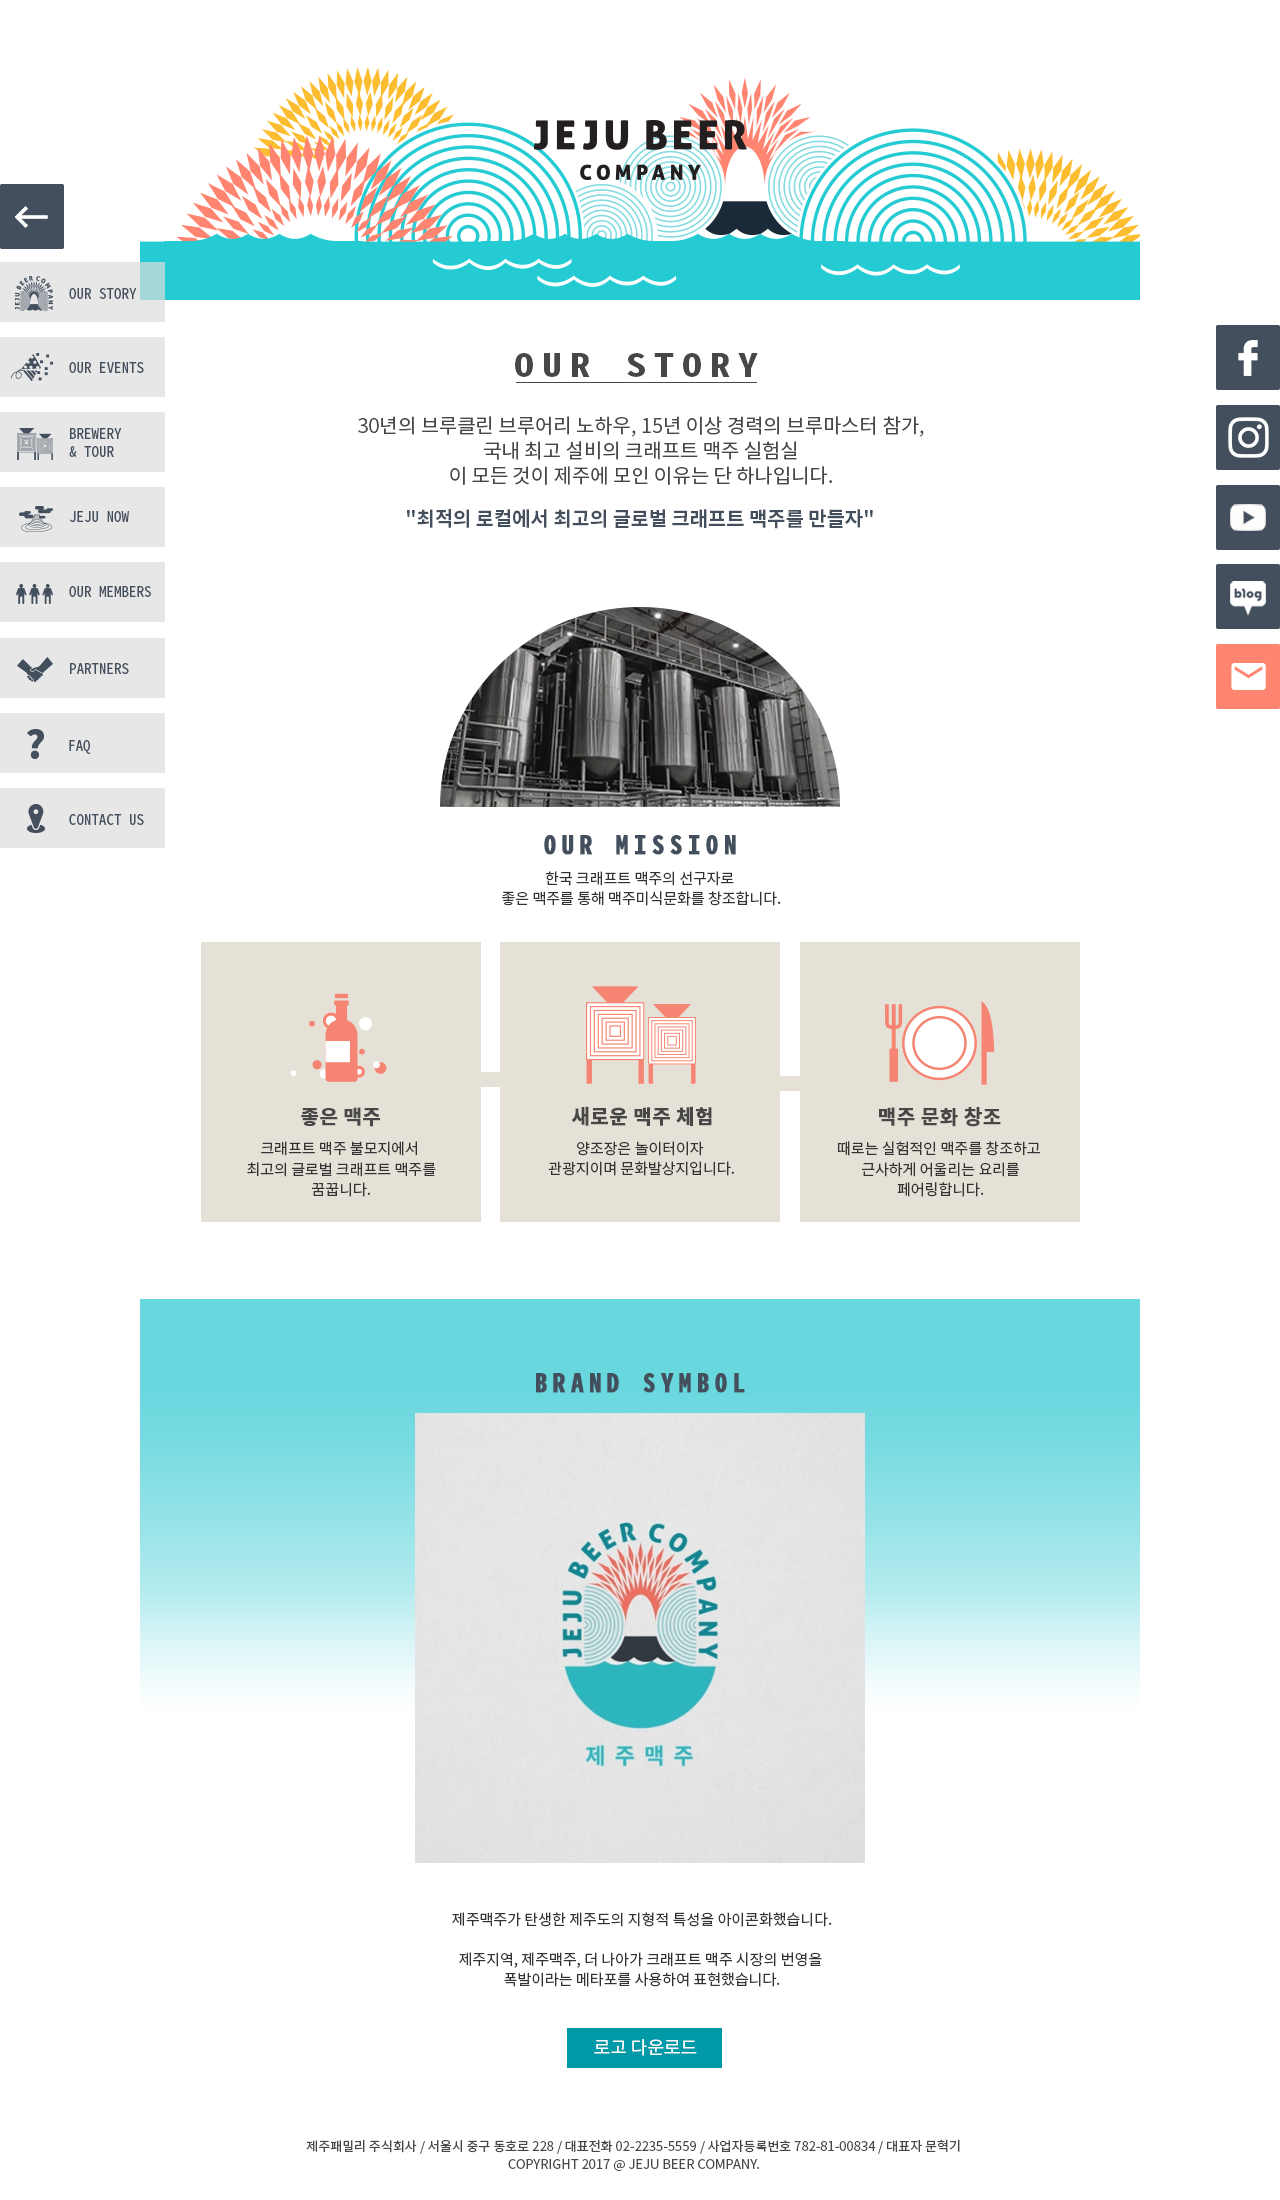 JEJU BEER
COMPANY
JEJU BEER COMPANY
OUR STORY
OUR EVENTS
BREWERY
& TOUR
JEJU NOW
OUR MEMBERS
PARTNERS
FAQ
CONTACT US
blog
OUR STORY
30년의 브루클린 브루어리 노하우, 15년 이상 경력의 브루마스터 참가,
국내 최고 설비의 크래프트 맥주 실험실
이 모든 것이 제주에 모인 이유는 단 하나입니다.
"최적의 로컬에서 최고의 글로벌 크래프트 맥주를 만들자"
OUR MISSION
한국 크래프트 맥주의 선구자로
좋은 맥주를 통해 맥주미식문화를 창조합니다.
좋은 맥주
크래프트 맥주 불모지에서
최고의 글로벌 크래프트 맥주를
꿈꿉니다.
새로운 맥주 체험
양조장은 놀이터이자
관광지이며 문화발상지입니다.
맥주 문화 창조
때로는 실험적인 맥주를 창조하고
근사하게 어울리는 요리를
페어링합니다.
BRAND SYMBOL
JEJU BEER COMPANY
제주맥주
제주맥주가 탄생한 제주도의 지형적 특성을 아이콘화했습니다.
제주지역, 제주맥주, 더 나아가 크래프트 맥주 시장의 번영을
폭발이라는 메타포를 사용하여 표현했습니다.
로고 다운로드
제주패밀리 주식회사 / 서울시 중구 동호로 228 / 대표전화 02-2235-5559 / 사업자등록번호 782-81-00834 / 대표자 문혁기
COPYRIGHT 2017 @ JEJU BEER COMPANY.